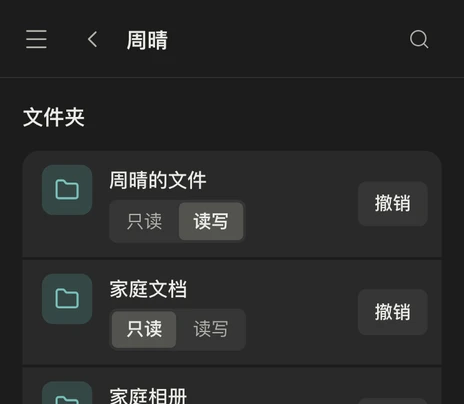 周晴
文件夹
周晴的文件
只读 读写
撤销
家庭文档
只读 读写
撤销
家庭相册